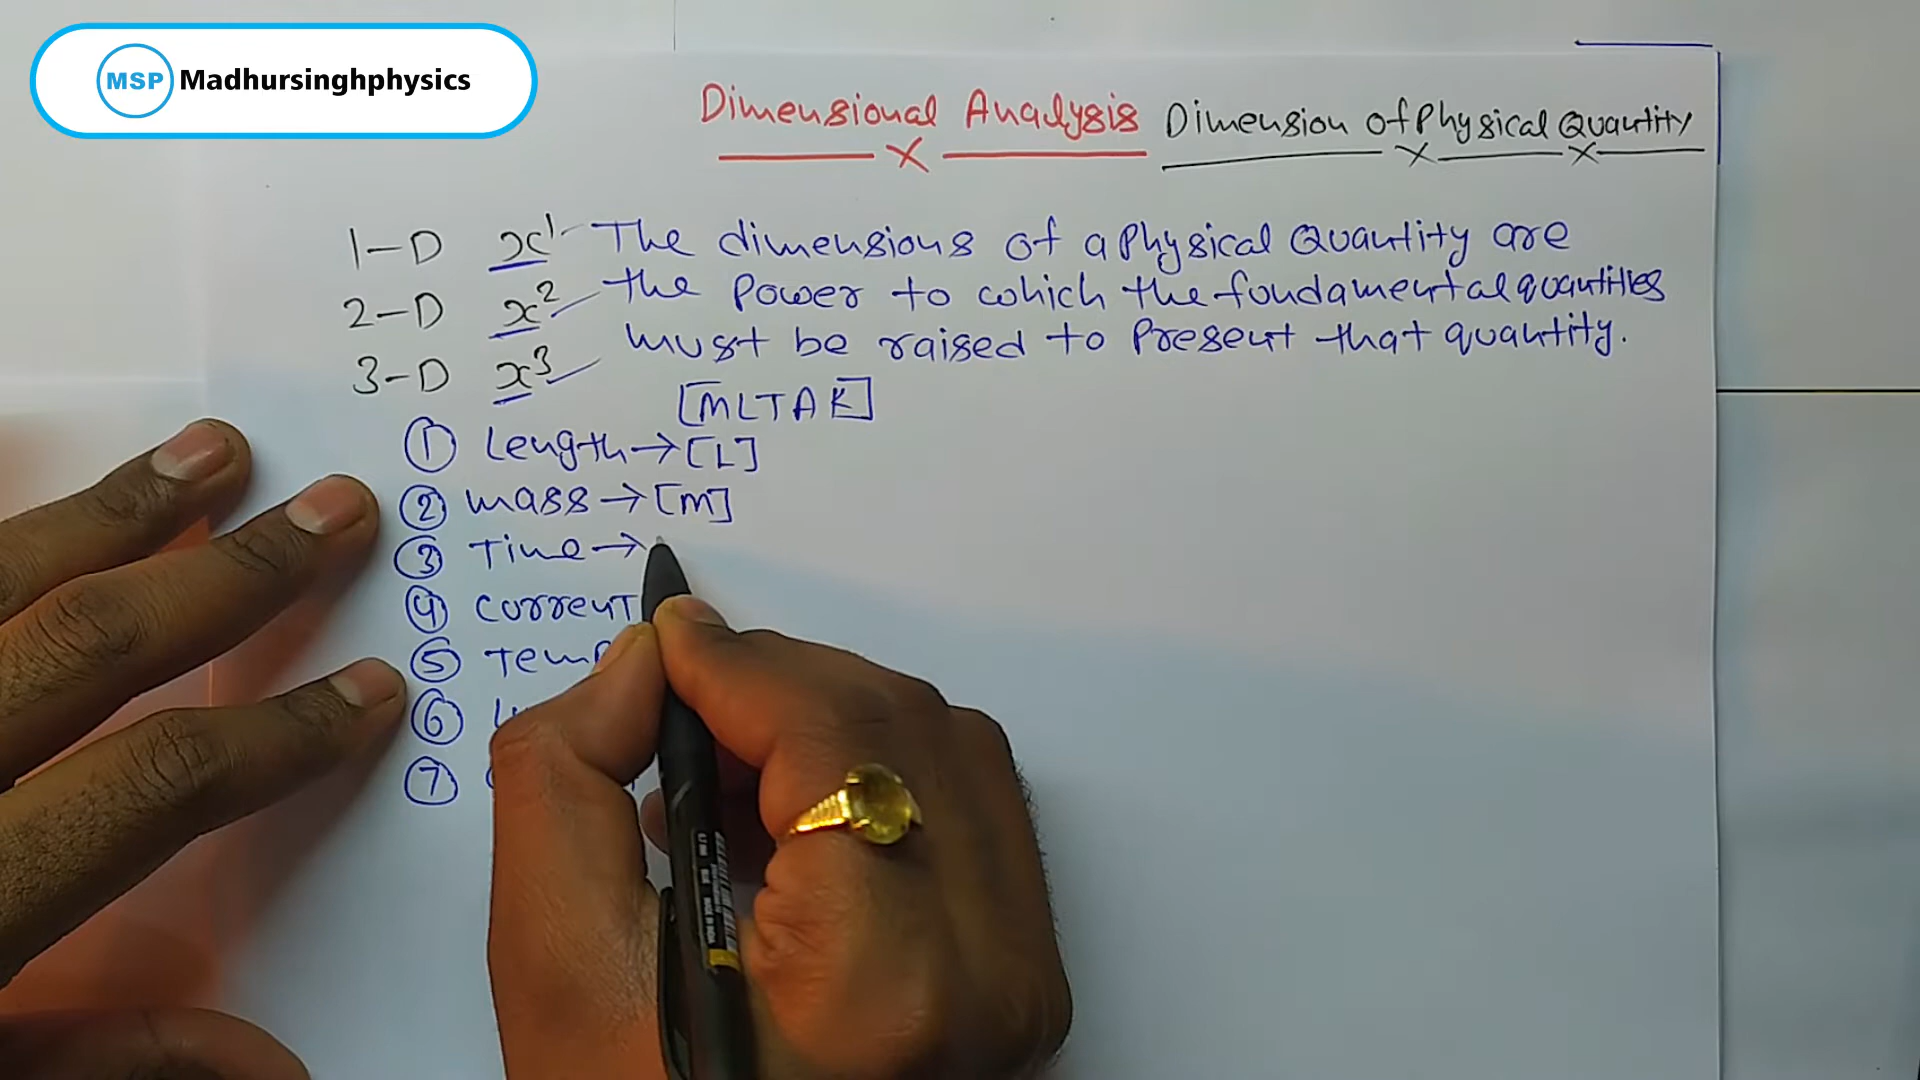 MSP Madhursinghphysics
Dimensional Analysis Dimension of Physical Quantity
1-D x¹ The dimensions of a Physical Quantity are
2-D x² the power to which the fundamental quantities
3-D x³ must be raised to Present that quantity.
[MLTAK]
① Length → [L]
② mass → [M]
③ Time →
④ Current
⑤ Temp
⑥
⑦